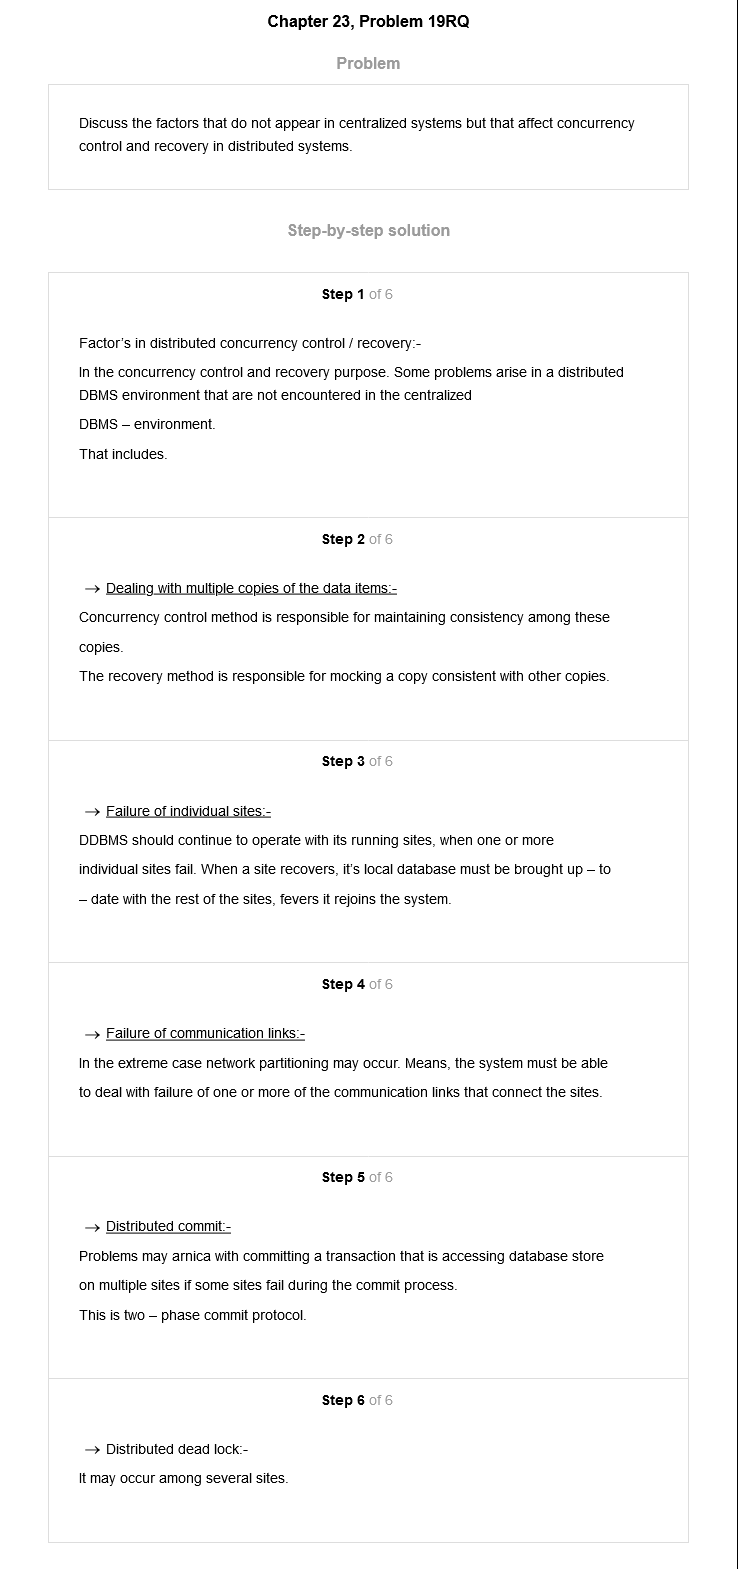 Chapter 23, Problem 19RQ
Problem
Discuss the factors that do not appear in centralized systems but that affect concurrency
control and recovery in distributed systems.
Step-by-step solution
Step 1 of 6
Factor's in distributed concurrency control / recovery:-
In the concurrency control and recovery purpose. Some problems arise in a distributed
DBMS environment that are not encountered in the centralized
DBMS – environment.
That includes.
Step 2 of 6
→ Dealing with multiple copies of the data items:-
Concurrency control method is responsible for maintaining consistency among these
copies.
The recovery method is responsible for mocking a copy consistent with other copies.
Step 3 of 6
→ Failure of individual sites:-
DDBMS should continue to operate with its running sites, when one or more
individual sites fail. When a site recovers, it's local database must be brought up – to
– date with the rest of the sites, fevers it rejoins the system.
Step 4 of 6
→ Failure of communication links:-
In the extreme case network partitioning may occur. Means, the system must be able
to deal with failure of one or more of the communication links that connect the sites.
Step 5 of 6
→ Distributed commit:-
Problems may arnica with committing a transaction that is accessing database store
on multiple sites if some sites fail during the commit process.
This is two – phase commit protocol.
Step 6 of 6
→ Distributed dead lock:-
It may occur among several sites.